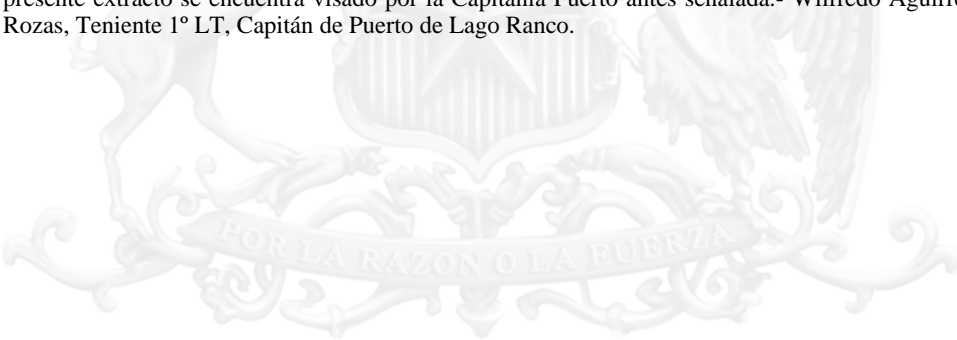 presente extracto se encuentra visado por la Capitanía Puerto antes señalada.- Wilfredo
Rozas, Teniente 1º LT, Capitán de Puerto de Lago Ranco.
POR LA RAZON O LA FUERZA